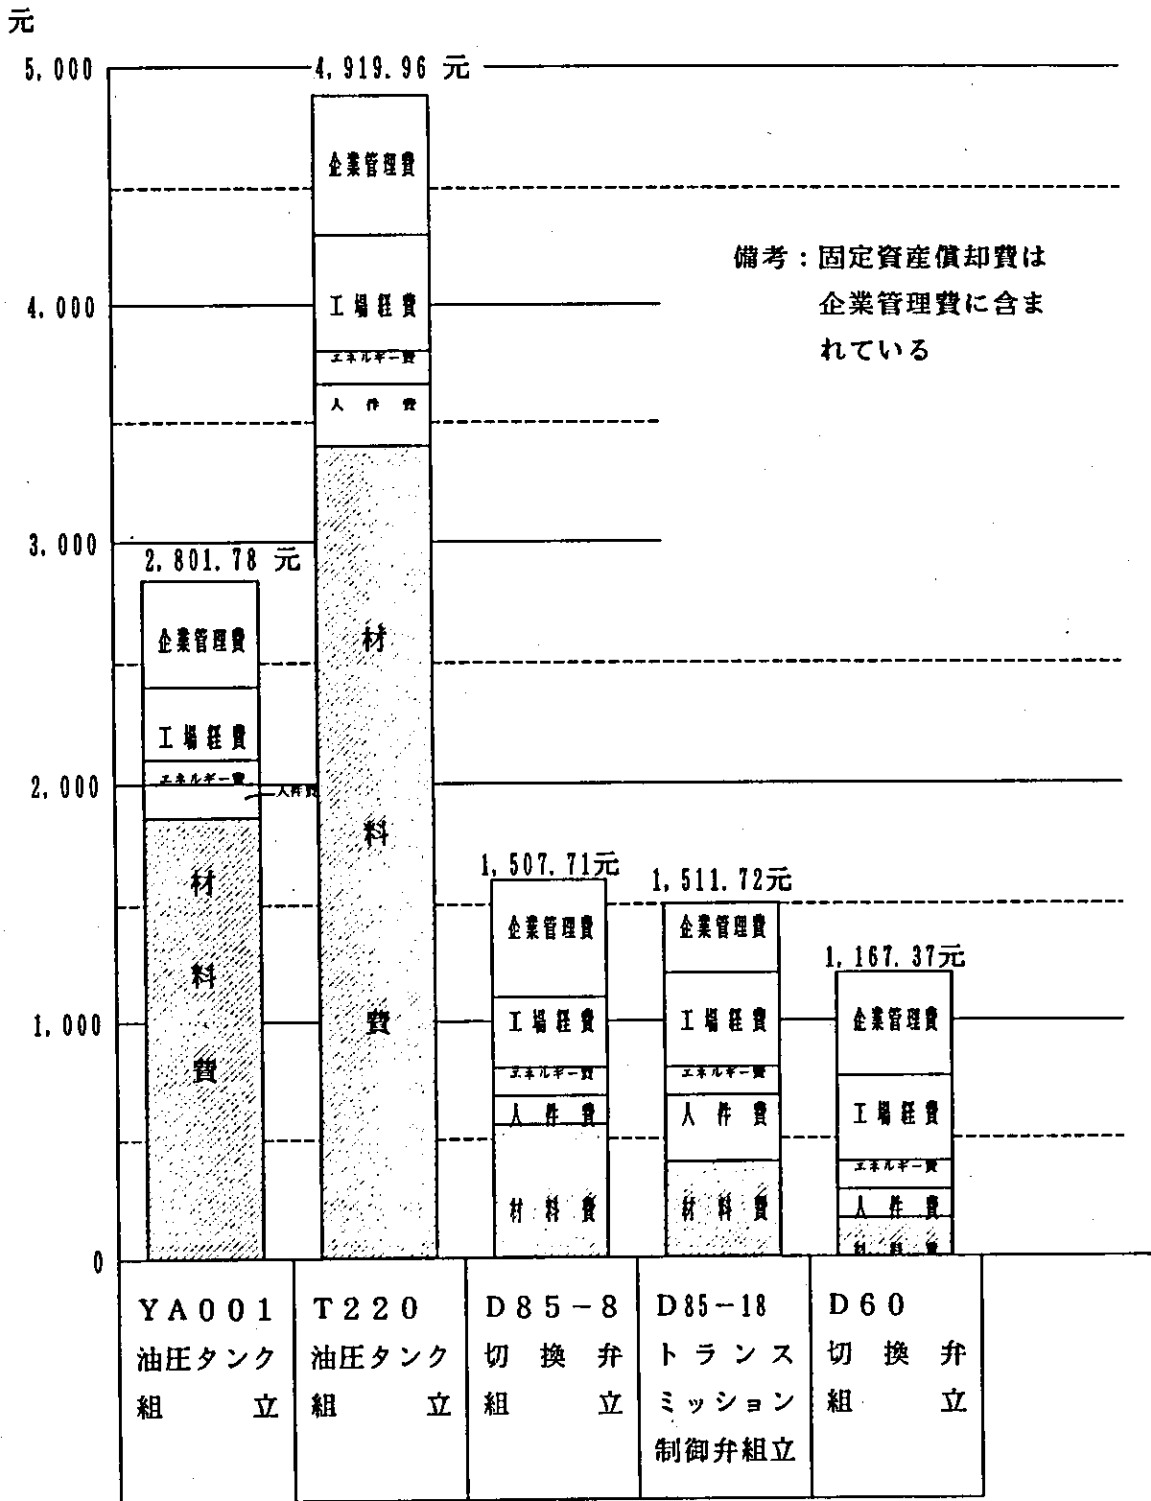 元
5,000
4,919.96 元
企業管理費
備考：固定資産償却費は
企業管理費に含ま
れている
4,000
工場経費
エネルギー費
人件費
3,000
2,801.78 元
企業管理費
材
工場経費
エネルギー費
2,000
人件費
料
材
1,507.71元
1,511.72元
企業管理費
企業管理費
1,167.37元
料
1,000
費
工場経費
工場経費
企業管理費
費
エネルギー費
エネルギー費
人件費
人件費
工場経費
エネルギー費
材料費
材料費
人件費
材料費
0
YA001
油圧タンク
組立
T220
油圧タンク
組立
D85-8
切換弁
組立
D85-18
トランス
ミッション
制御弁組立
D60
切換弁
組立